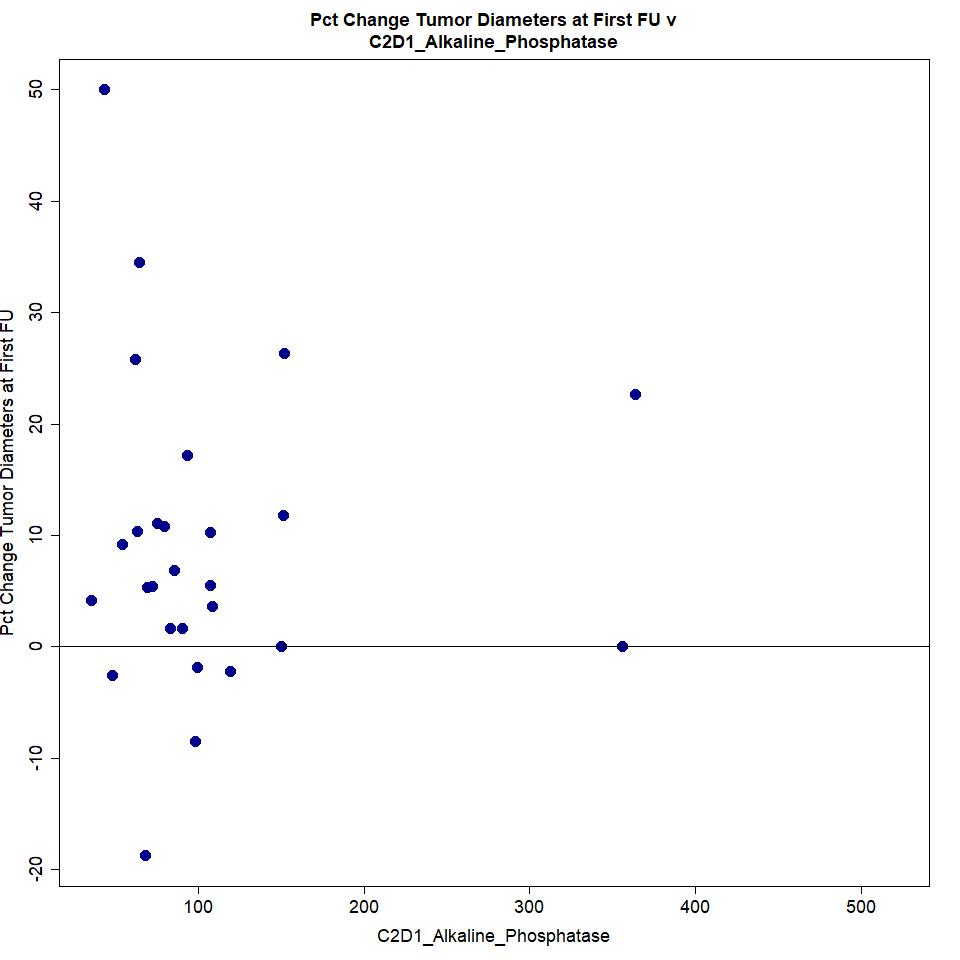 Pct Change Tumor Diameters at First FU v
C2D1_Alkaline_Phosphatase
Pct Change Tumor Diameters at First FU
50
40
30
20
10
0
-10
-20
100 200 300 400 500
C2D1_Alkaline_Phosphatase